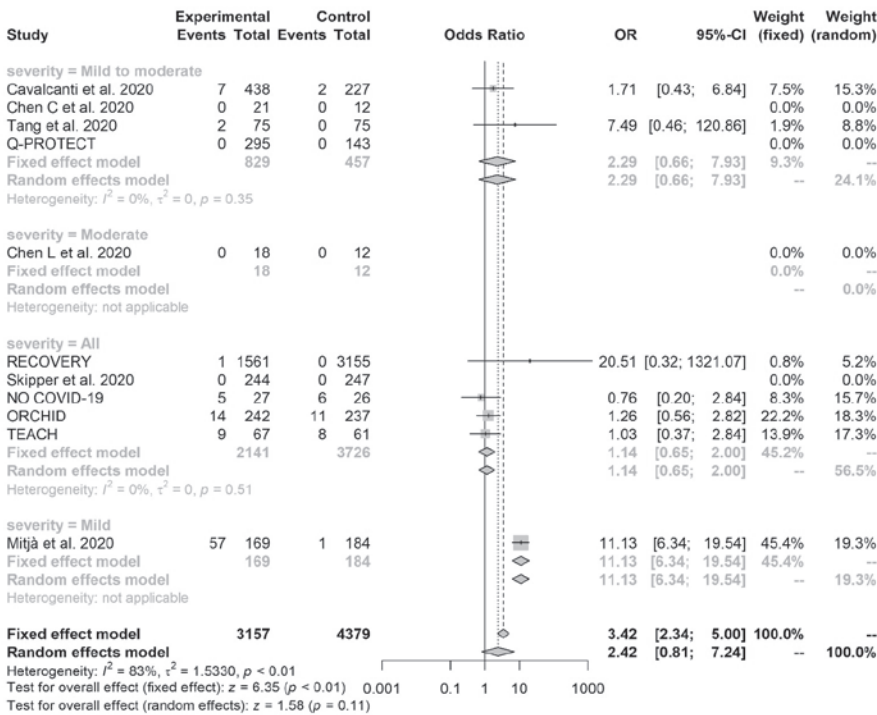 Experimental Control Weight Weight
Study Events Total Events Total Odds Ratio OR 95%-CI (fixed) (random)
severity = Mild to moderate
Cavalcanti et al. 2020 7 438 2 227 1.71 [0.43; 6.84] 7.5% 15.3%
Chen C et al. 2020 0 21 0 12 0.0% 0.0%
Tang et al. 2020 2 75 0 75 7.49 [0.46; 120.86] 1.9% 8.8%
Q-PROTECT 0 295 0 143 0.0% 0.0%
Fixed effect model 829 457 2.29 [0.66; 7.93] 9.3% --
Random effects model 2.29 [0.66; 7.93] -- 24.1%
Heterogeneity: I² = 0%, τ² = 0, p = 0.35
severity = Moderate
Chen L et al. 2020 0 18 0 12 0.0% 0.0%
Fixed effect model 18 12 0.0% --
Random effects model -- 0.0%
Heterogeneity: not applicable
severity = All
RECOVERY 1 1561 0 3155 20.51 [0.32; 1321.07] 0.8% 5.2%
Skipper et al. 2020 0 244 0 247 0.0% 0.0%
NO COVID-19 5 27 6 26 0.76 [0.20; 2.84] 8.3% 15.7%
ORCHID 14 242 11 237 1.26 [0.56; 2.82] 22.2% 18.3%
TEACH 9 67 8 61 1.03 [0.37; 2.84] 13.9% 17.3%
Fixed effect model 2141 3726 1.14 [0.65; 2.00] 45.2% --
Random effects model 1.14 [0.65; 2.00] -- 56.5%
Heterogeneity: I² = 0%, τ² = 0, p = 0.51
severity = Mild
Mitjà et al. 2020 57 169 1 184 11.13 [6.34; 19.54] 45.4% 19.3%
Fixed effect model 169 184 11.13 [6.34; 19.54] 45.4% --
Random effects model 11.13 [6.34; 19.54] -- 19.3%
Heterogeneity: not applicable
Fixed effect model 3157 4379 3.42 [2.34; 5.00] 100.0% --
Random effects model 2.42 [0.81; 7.24] -- 100.0%
Heterogeneity: I² = 83%, τ² = 1.5330, p < 0.01
Test for overall effect (fixed effect): z = 6.35 (p < 0.01) 0.001 0.1 1 10 1000
Test for overall effect (random effects): z = 1.58 (p = 0.11)